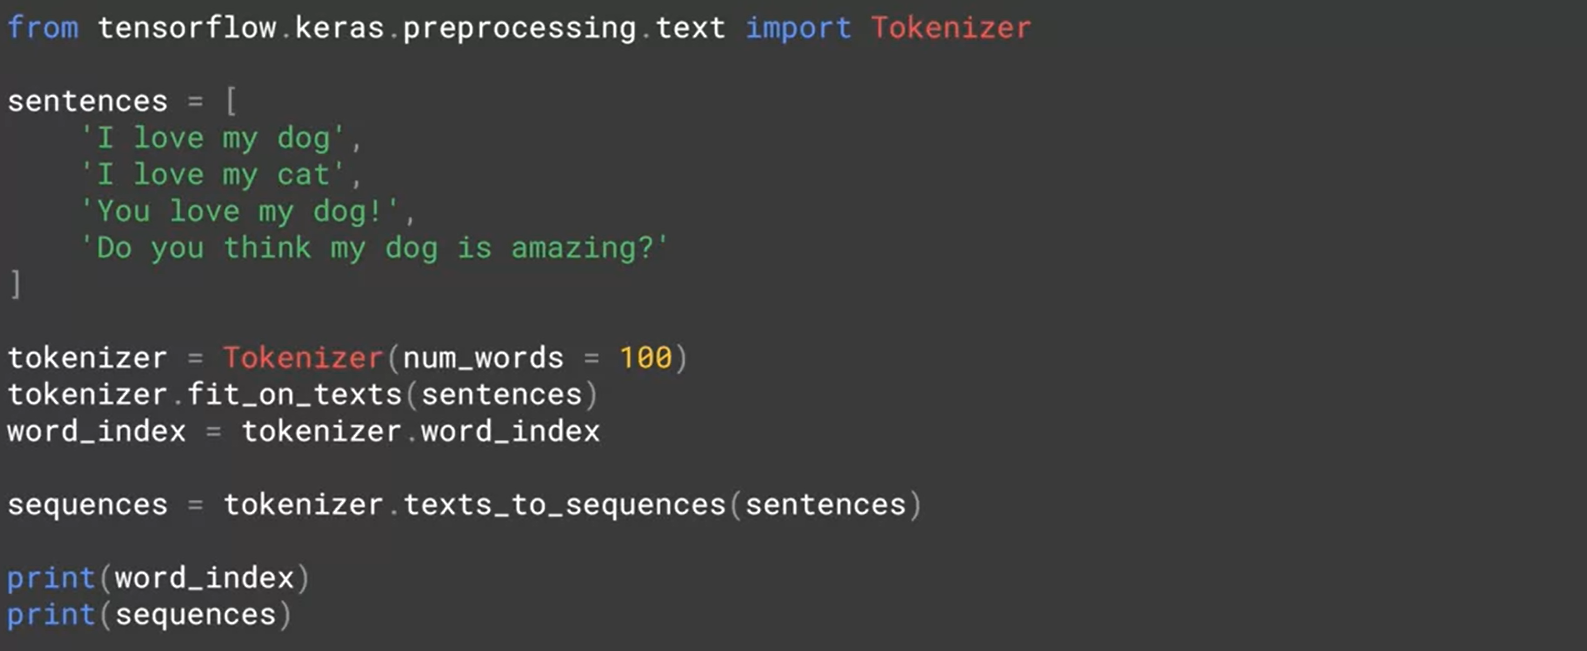 from tensorflow.keras.preprocessing.text import Tokenizer
sentences = [
'I love my dog',
'I love my cat',
'You love my dog!',
'Do you think my dog is amazing?'
]
tokenizer = Tokenizer(num_words = 100)
tokenizer.fit_on_texts(sentences)
word_index = tokenizer.word_index
sequences = tokenizer.texts_to_sequences(sentences)
print(word_index)
print(sequences)